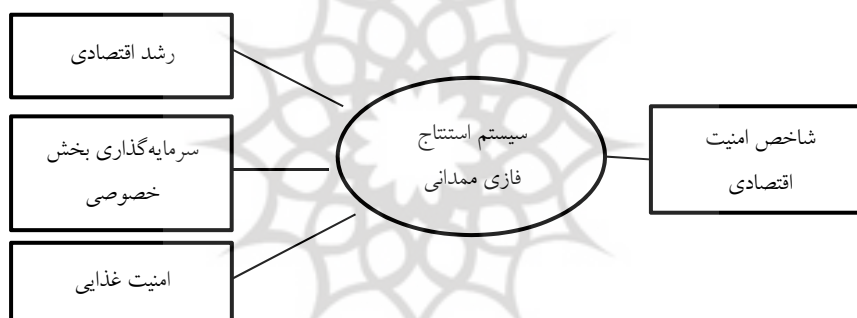 رشد اقتصادی
سرمایه‌گذاری بخش
خصوصی
امنیت غذایی
سیستم استنتاج
فازی ممدانی
شاخص امنیت
اقتصادی